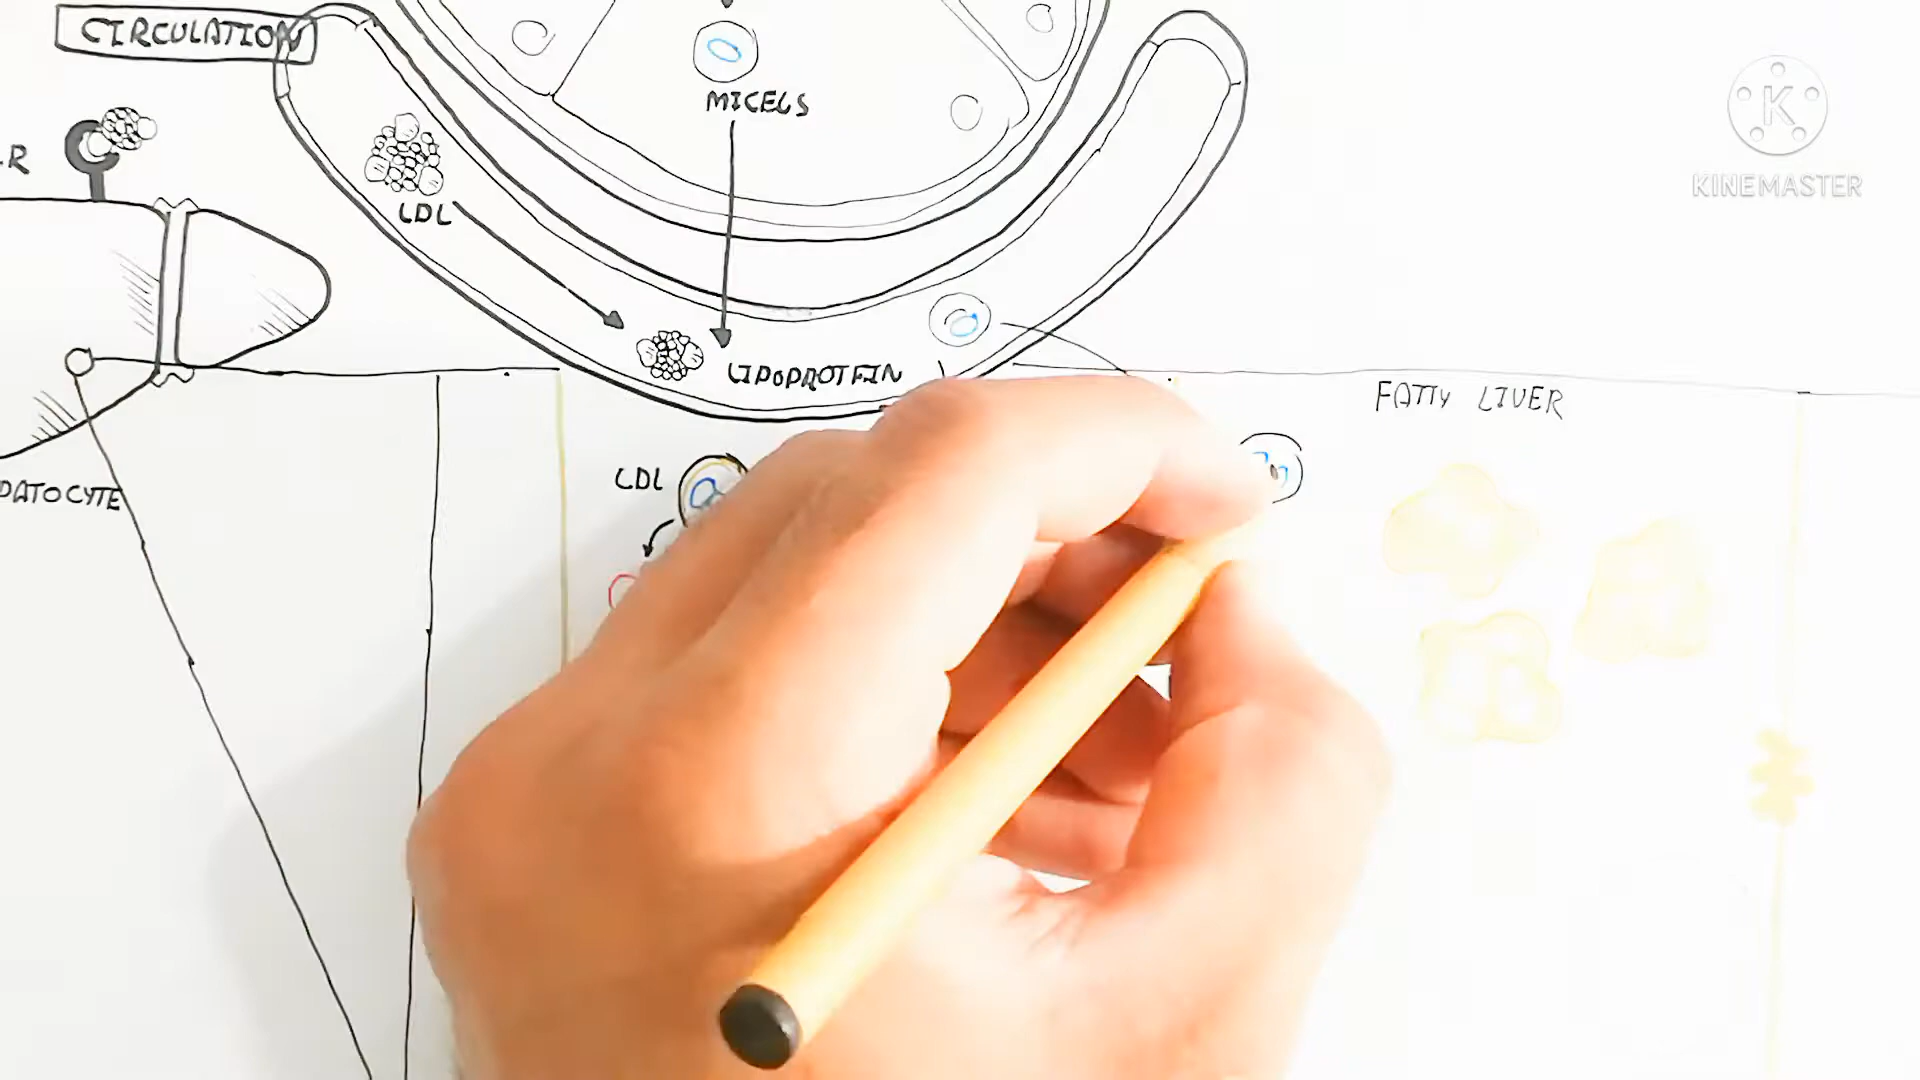 CIRCULATION
MICELS
K
KINEMASTER
R
LDL
LIPOPROTEIN
FATTY LIVER
LDL
PATOCYTE